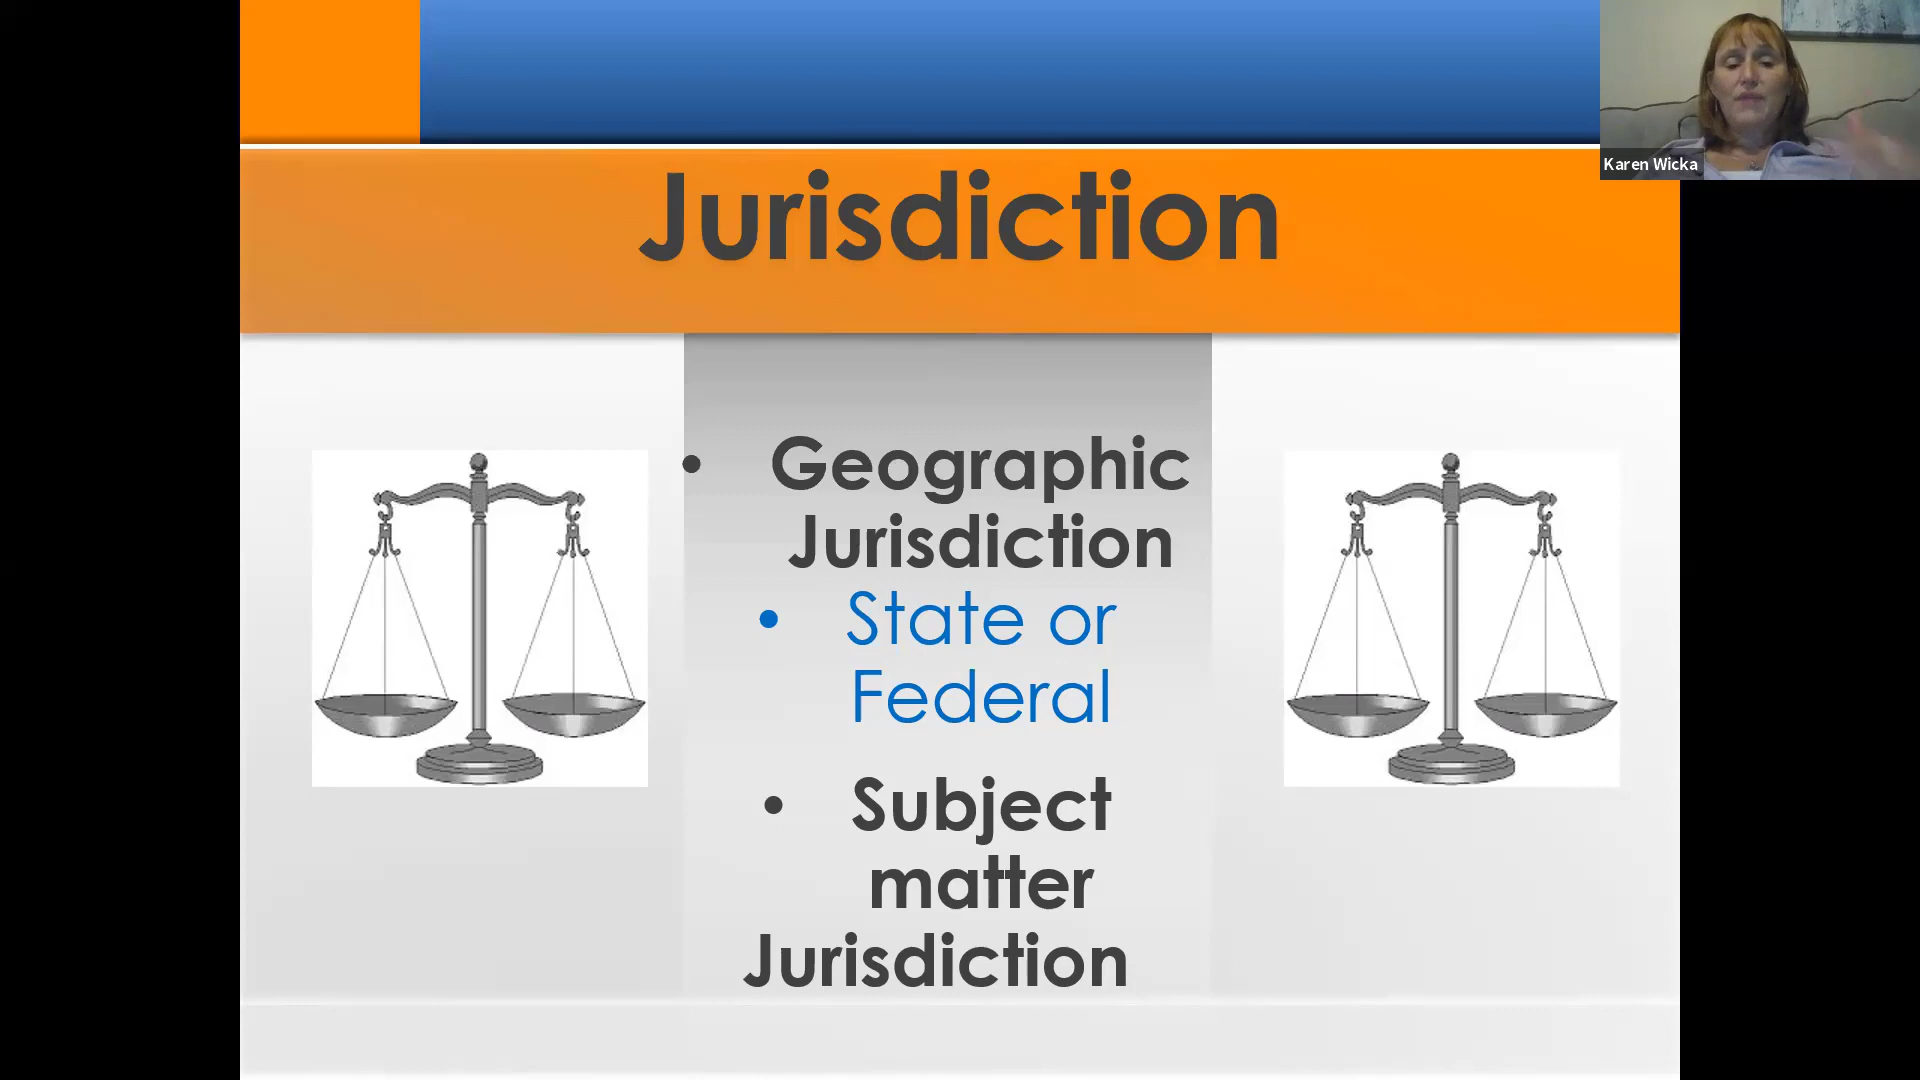 Karen Wicka
Jurisdiction
• Geographic
Jurisdiction
• State or
Federal
• Subject
matter
Jurisdiction